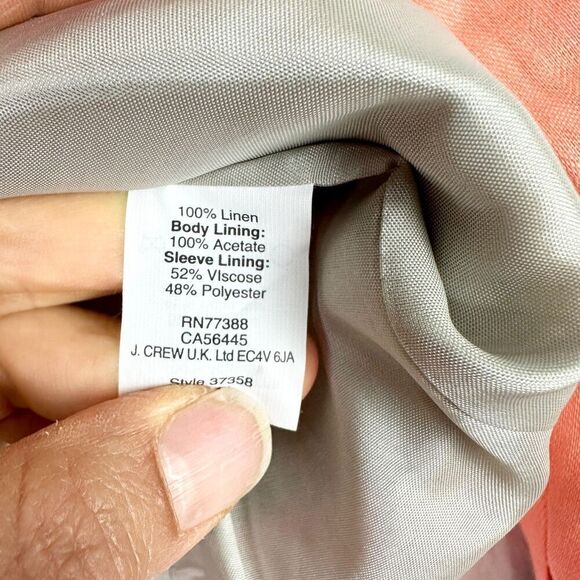 100% Linen
Body Lining:
100% Acetate
Sleeve Lining:
52% VIscose
48% Polyester
RN77388
CA56445
J. CREW U.K. Ltd EC4V 6JA
Style 37358